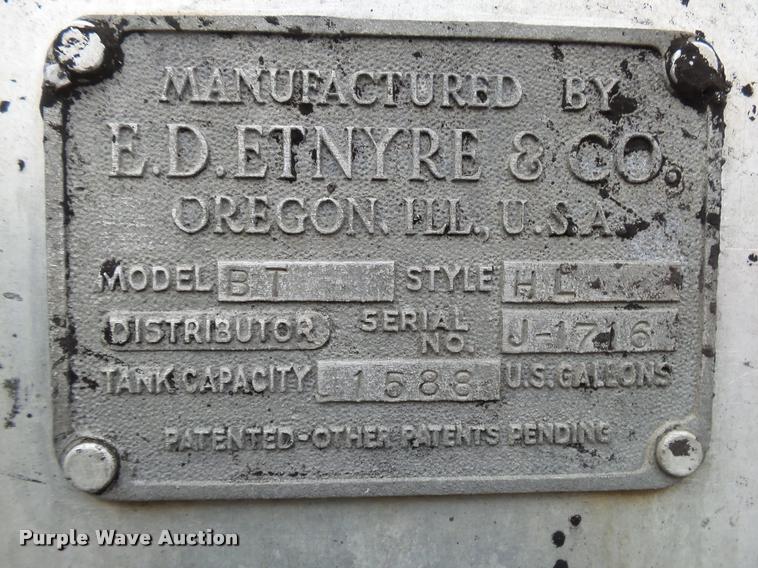 MANUFACTURED BY
E.D. ETNYRE & CO.
OREGON, ILL., U.S.A.
MODEL BT STYLE HL
DISTRIBUTOR SERIAL NO. J-1716
TANK CAPACITY 1588 U.S. GALLONS
PATENTED-OTHER PATENTS PENDING
Purple Wave Auction